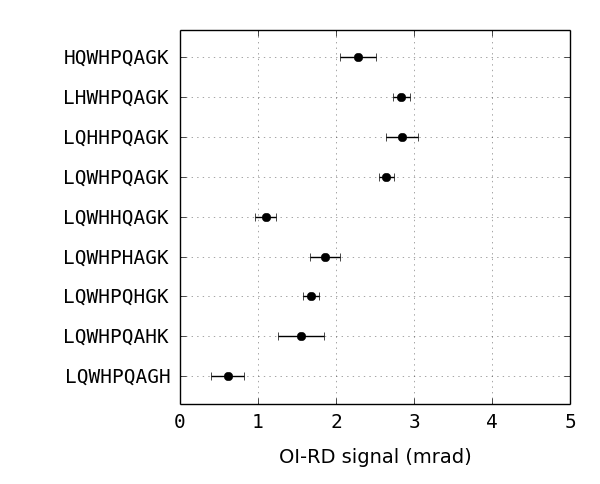 HQWHPQAGK
LHWHPQAGK
LQHHPQAGK
LQWHPQAGK
LQWHHQAGK
LQWHPHAGK
LQWHPQHGK
LQWHPQAHK
LQWHPQAGH
0 1 2 3 4 5
OI-RD signal (mrad)